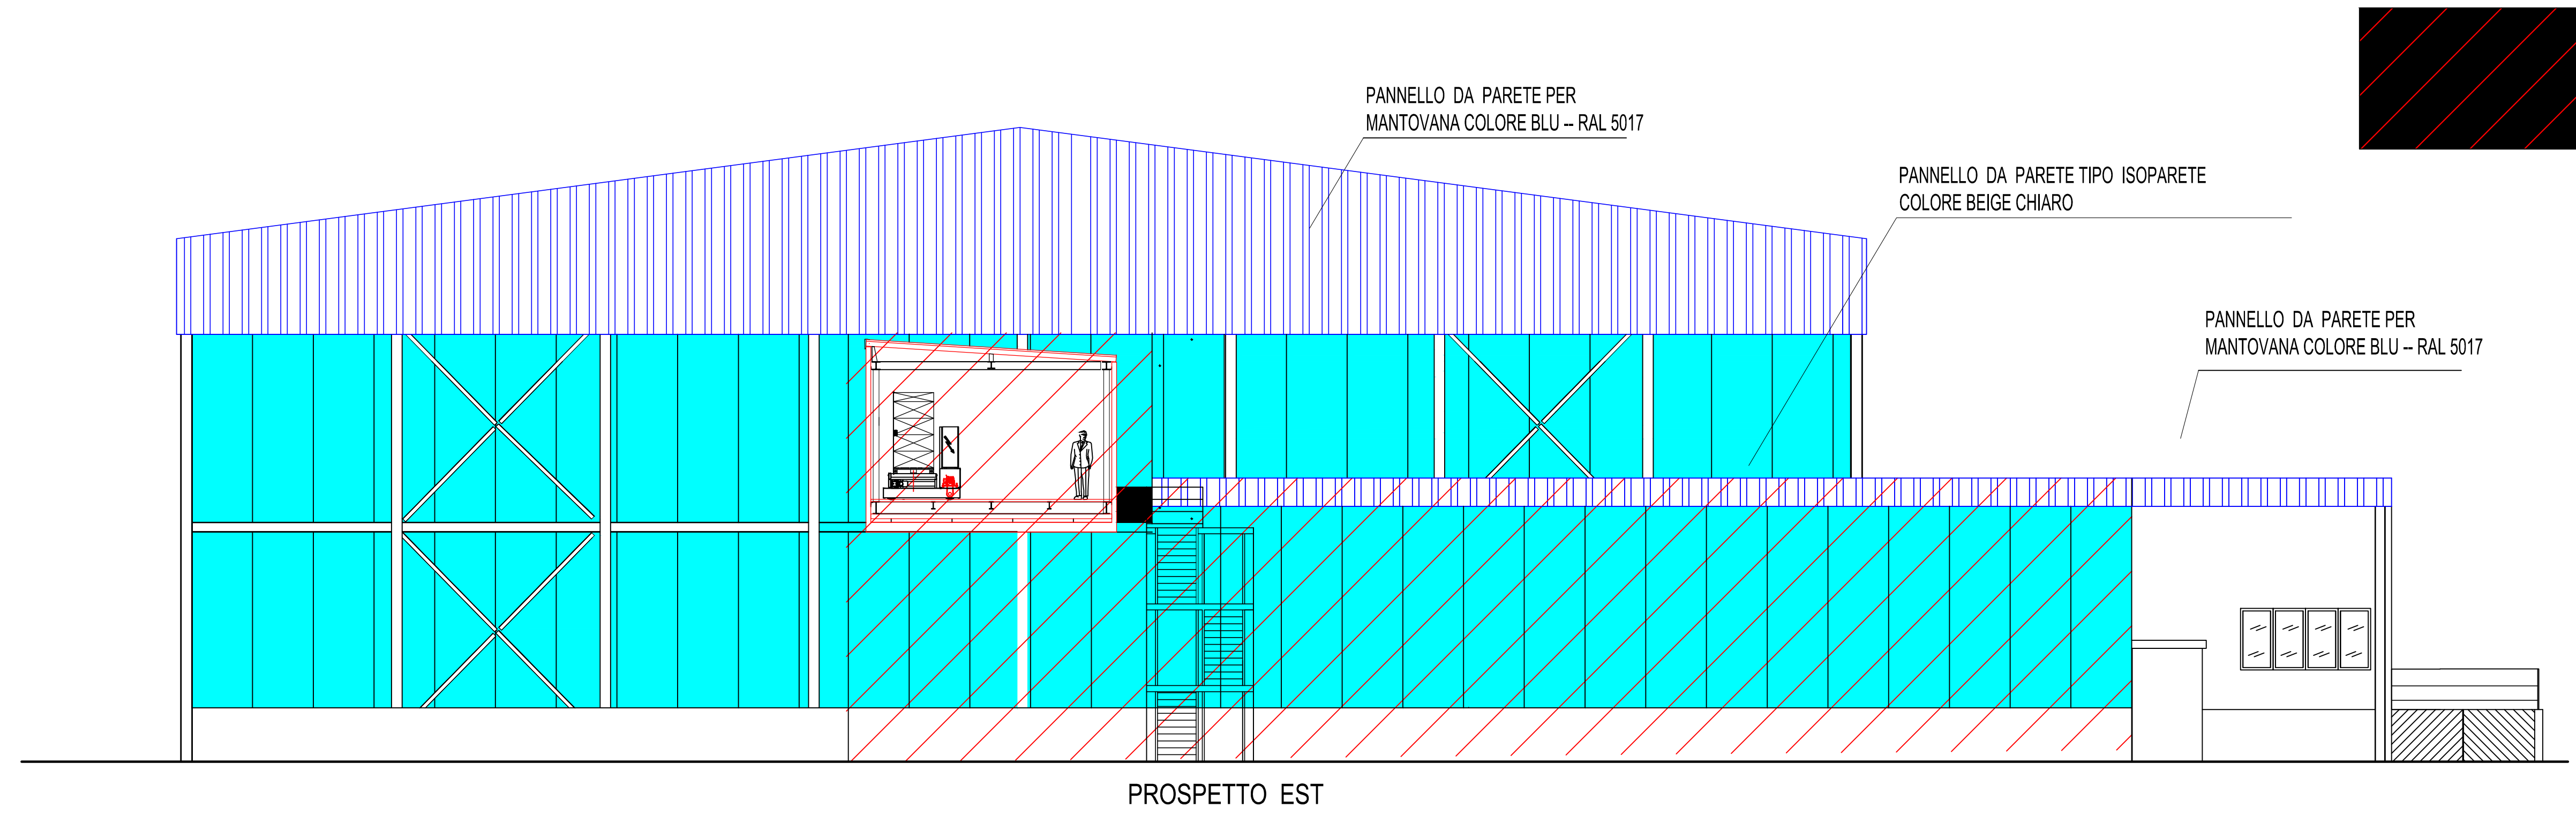 PANNELLO DA PARETE PER
MANTOVANA COLORE BLU -- RAL 5017
PANNELLO DA PARETE TIPO ISOPARETE
COLORE BEIGE CHIARO
PANNELLO DA PARETE PER
MANTOVANA COLORE BLU -- RAL 5017
PROSPETTO EST